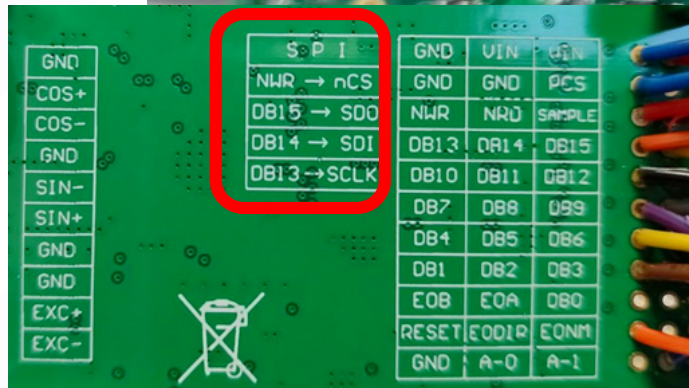 GND
COS+
COS-
GND
SIN-
SIN+
GND
GND
EXC+
EXC-
SPI
NWR → nCS
DB15 → SDO
DB14 → SDI
DB13→SCLK
GND VIN VIN
GND GND PCS
NWR NRD SAMPLE
DB13 DB14 DB15
DB10 DB11 DB12
DB7 DB8 DB9
DB4 DB5 DB6
DB1 DB2 DB3
EOB EOA DB0
RESET EODIR EONM
GND A-0 A-1